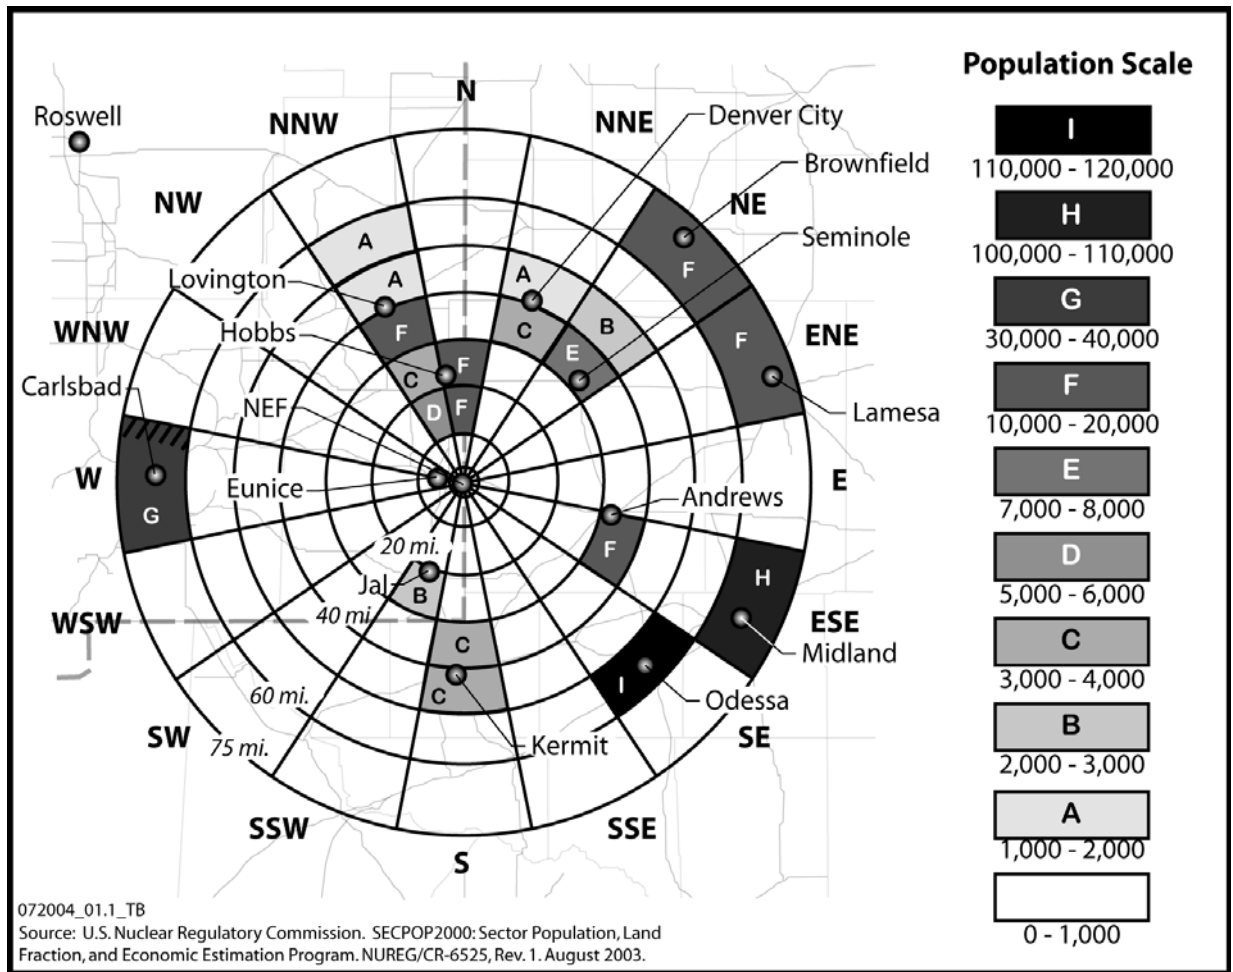 Population Scale
N
Roswell
NNW
NNE
Denver City
I
110,000 - 120,000
Brownfield
NW
NE
H
100,000 - 110,000
Seminole
A
F
Lovington
A
A
G
30,000 - 40,000
WNW
Hobbs
F
C
B
F
ENE
E
F
C
F
10,000 - 20,000
Carlsbad
NEF
D
F
Lamesa
W
Eunice
E
Andrews
E
7,000 - 8,000
G
20 mi.
F
Jal
B
H
D
5,000 - 6,000
40 mi.
WSW
ESE
C
Midland
C
3,000 - 4,000
60 mi.
C
I
Odessa
SW
75 mi.
Kermit
SE
B
2,000 - 3,000
SSW
SSE
S
A
1,000 - 2,000
0 - 1,000
072004_01.1_TB
Source: U.S. Nuclear Regulatory Commission. SECPOP2000: Sector Population, Land
Fraction, and Economic Estimation Program. NUREG/CR-6525, Rev. 1. August 2003.